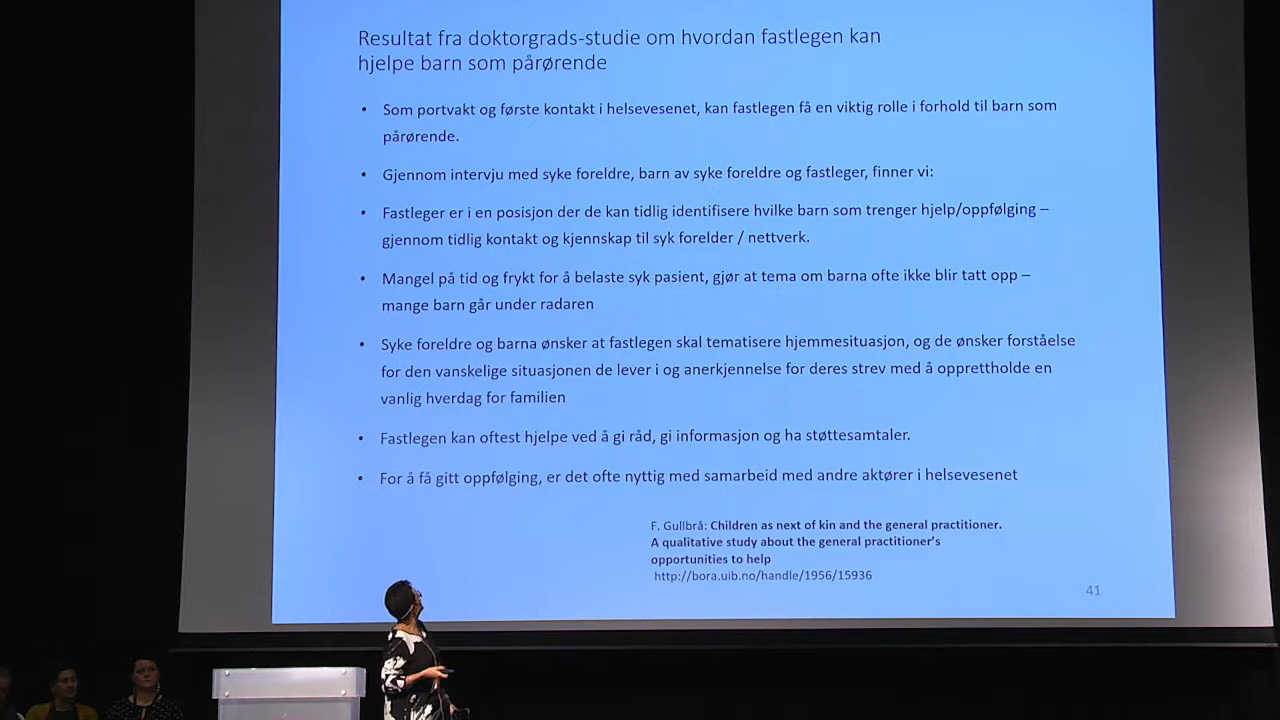 Resultat fra doktorgrads-studie om hvordan fastlegen kan
hjelpe barn som pårørende
• Som portvakt og første kontakt i helsevesenet, kan fastlegen få en viktig rolle i forhold til barn som
pårørende.
• Gjennom intervju med syke foreldre, barn av syke foreldre og fastleger, finner vi:
• Fastleger er i en posisjon der de kan tidlig identifisere hvilke barn som trenger hjelp/oppfølging –
gjennom tidlig kontakt og kjennskap til syk forelder / nettverk.
• Mangel på tid og frykt for å belaste syk pasient, gjør at tema om barna ofte ikke blir tatt opp –
mange barn går under radaren
• Syke foreldre og barna ønsker at fastlegen skal tematisere hjemmesituasjon, og de ønsker forståelse
for den vanskelige situasjonen de lever i og anerkjennelse for deres strev med å opprettholde en
vanlig hverdag for familien
• Fastlegen kan oftest hjelpe ved å gi råd, gi informasjon og ha støttesamtaler.
• For å få gitt oppfølging, er det ofte nyttig med samarbeid med andre aktører i helsevesenet
F. Gullbrå: Children as next of kin and the general practitioner.
A qualitative study about the general practitioner's
opportunities to help
http://bora.uib.no/handle/1956/15936
41